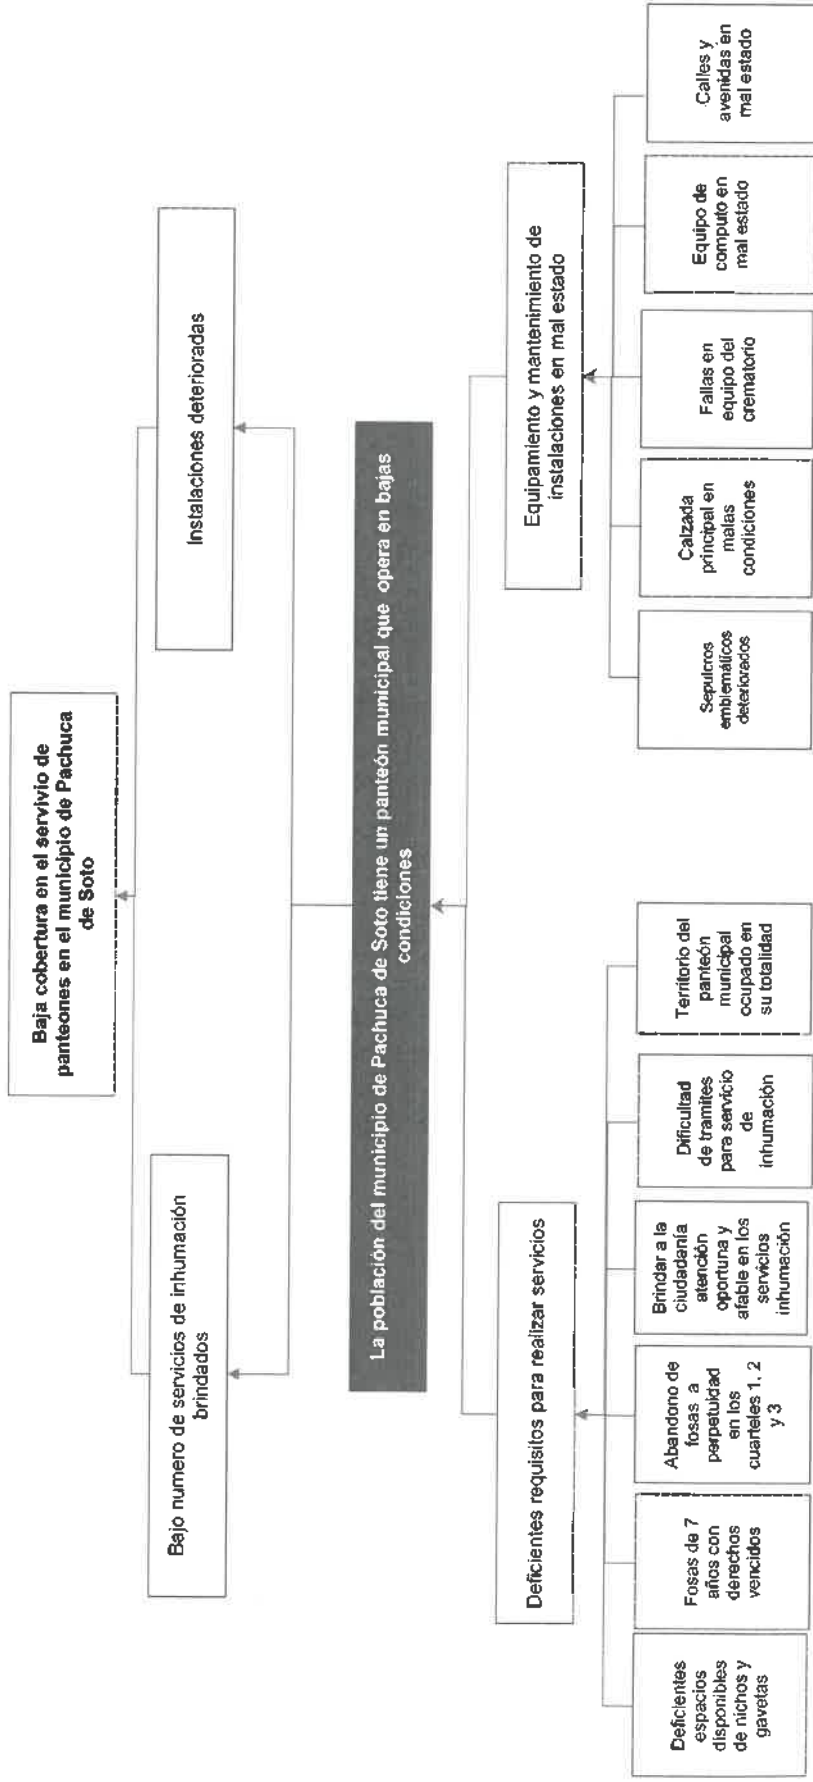 Baja cobertura en el servivio de
panteones en el municipio de Pachuca
de Soto
Bajo numero de servicios de inhumación
brindados
Instalaciones deterioradas
La población del municipio de Pachuca de Soto tiene un panteón municipal que opera en bajas
condiciones
Deficientes requisitos para realizar servicios
Equipamiento y mantenimiento de
instalaciones en mal estado
Deficientes
espacios
disponibles
de nichos y
gavetas
Fosas de 7
años con
derechos
vencidos
Abandono de
fosas a
perpetuidad
en los
cuarteles 1, 2
y 3
Brindar a la
ciudadanía
atención
oportuna y
afable en los
servicios
inhumación
Dificultad
de tramites
para servicio
de
inhumación
Territorio del
panteón
municipal
ocupado en
su totalidad
Sepulcros
emblemáticos
deteriorados
Calzada
principal en
malas
condiciones
Fallas en
equipo del
crematorio
Equipo de
computo en
mal estado
Calles y
avenidas en
mal estado